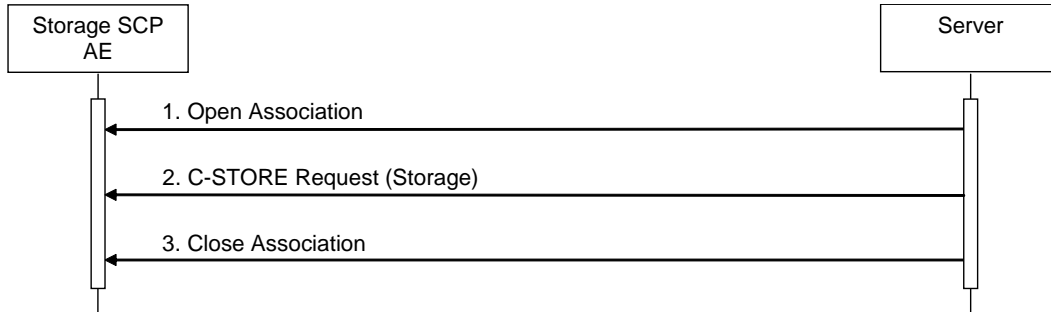 Storage SCP
AE
Server
1. Open Association
2. C-STORE Request (Storage)
3. Close Association